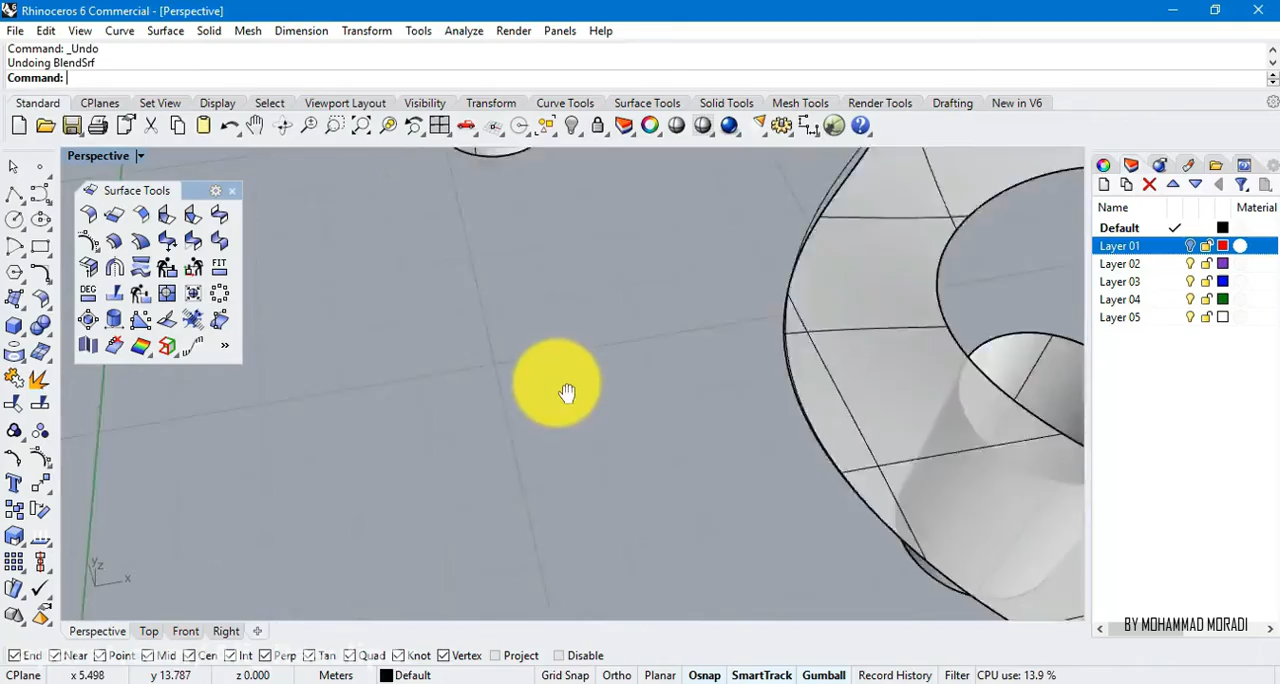 Rhinoceros 6 Commercial - [Perspective]
File Edit View Curve Surface Solid Mesh Dimension Transform Tools Analyze Render Panels Help
Command: _Undo
Undoing BlendSrf
Command:
Standard CPlanes Set View Display Select Viewport Layout Visibility Transform Curve Tools Surface Tools Solid Tools Mesh Tools Render Tools Drafting New in V6
Perspective
Surface Tools
FIT
DEG
Name Material
Default
Layer 01
Layer 02
Layer 03
Layer 04
Layer 05
y
z
x
BY MOHAMMAD MORADI
Perspective Top Front Right
End Near Point Mid Cen Int Perp Tan Quad Knot Vertex Project Disable
CPlane x 5.498 y 13.787 z 0.000 Meters Default Grid Snap Ortho Planar Osnap SmartTrack Gumball Record History Filter CPU use: 13.9 %